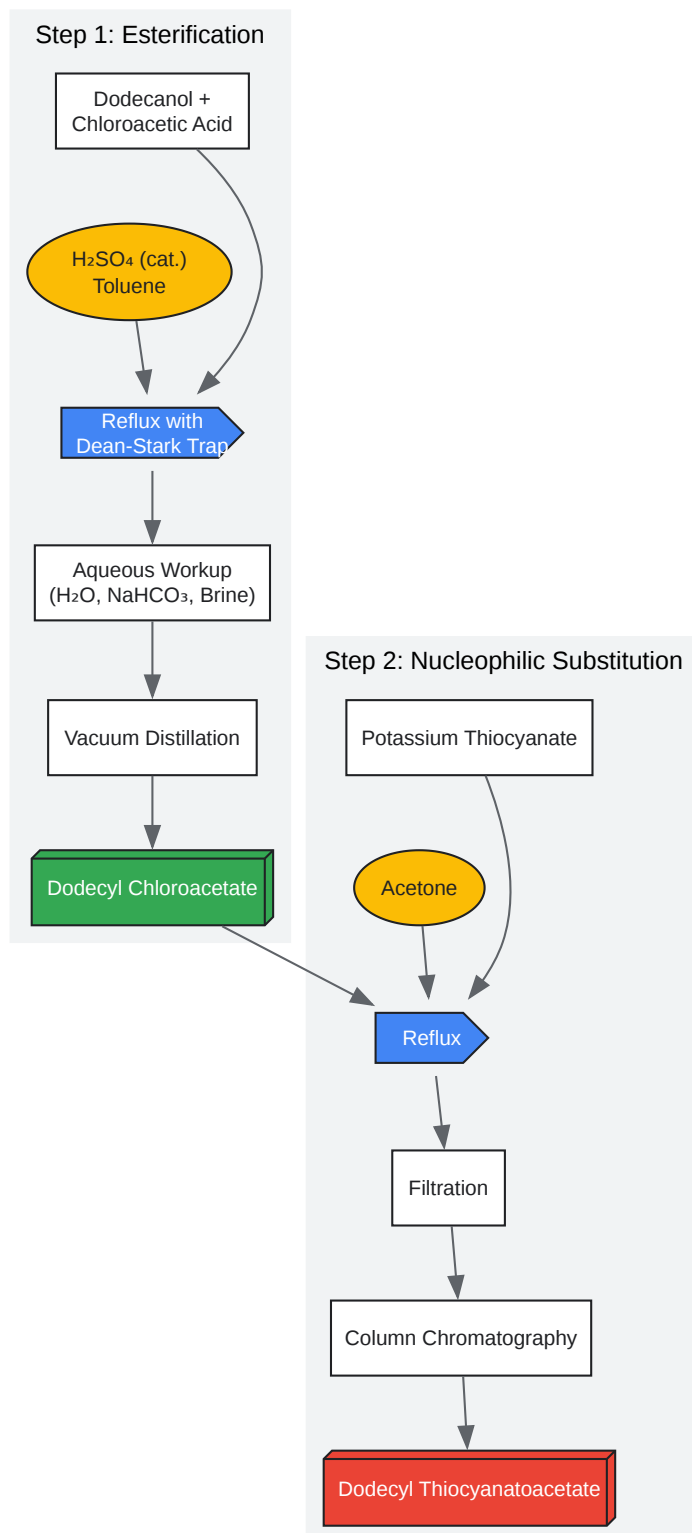 Step 1: Esterification
Dodecanol +
Chloroacetic Acid
H₂SO₄ (cat.)
Toluene
Reflux with
Dean-Stark Trap
Aqueous Workup
(H₂O, NaHCO₃, Brine)
Vacuum Distillation
Dodecyl Chloroacetate
Step 2: Nucleophilic Substitution
Potassium Thiocyanate
Acetone
Reflux
Filtration
Column Chromatography
Dodecyl Thiocyanatoacetate